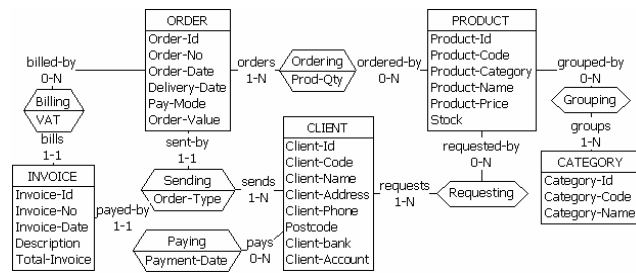 ORDER
Order-Id
Order-No
Order-Date
Delivery-Date
Pay-Mode
Order-Value
orders
1-N
Ordering
Prod-Qty
ordered-by
0-N
PRODUCT
Product-Id
Product-Code
Product-Category
Product-Name
Product-Price
Stock
grouped-by
0-N
Grouping
groups
1-N
CATEGORY
Category-Id
Category-Code
Category-Name
billed-by
0-N
Billing
VAT
bills
1-1
INVOICE
Invoice-Id
Invoice-No
Invoice-Date
Description
Total-Invoice
payed-by
1-1
sent-by
1-1
Sending
Order-Type
sends
1-N
Paying
Payment-Date
pays
0-N
CLIENT
Client-Id
Client-Code
Client-Name
Client-Address
Client-Phone
Postcode
Client-bank
Client-Account
requests
1-N
Requesting
requested-by
0-N